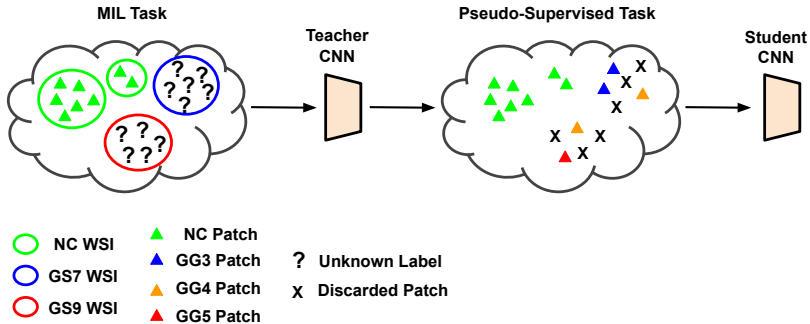 MIL Task
Teacher
CNN
Pseudo-Supervised Task
Student
CNN
? ? ? ? ? ? ?
? ? ? ? ? ?
X X X
X X X X
NC WSI
GS7 WSI
GS9 WSI
NC Patch
GG3 Patch
GG4 Patch
GG5 Patch
? Unknown Label
X Discarded Patch